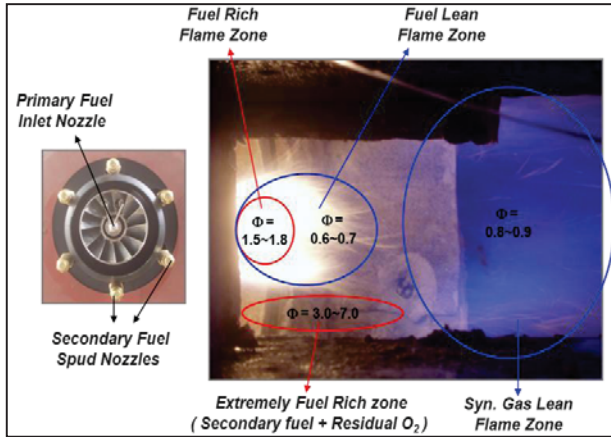 Fuel Rich
Flame Zone
Fuel Lean
Flame Zone
Primary Fuel
Inlet Nozzle
Φ =
1.5~1.8
Φ =
0.6~0.7
Φ =
0.8~0.9
Φ = 3.0~7.0
Secondary Fuel
Spud Nozzles
Extremely Fuel Rich zone
( Secondary fuel + Residual O₂ )
Syn. Gas Lean
Flame Zone